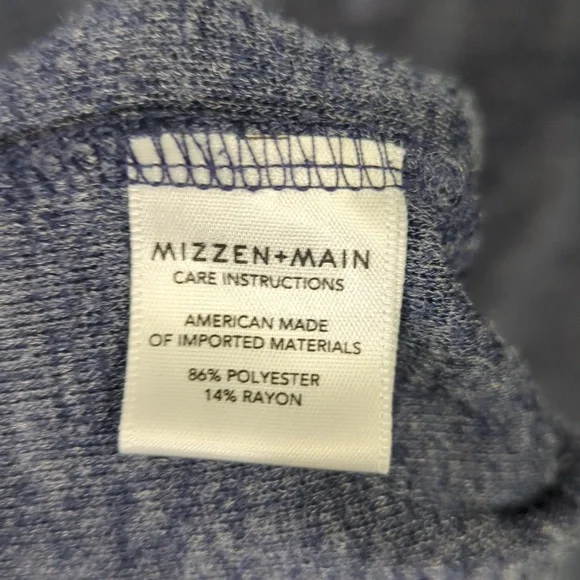 MIZZEN+MAIN
CARE INSTRUCTIONS
AMERICAN MADE
OF IMPORTED MATERIALS
86% POLYESTER
14% RAYON